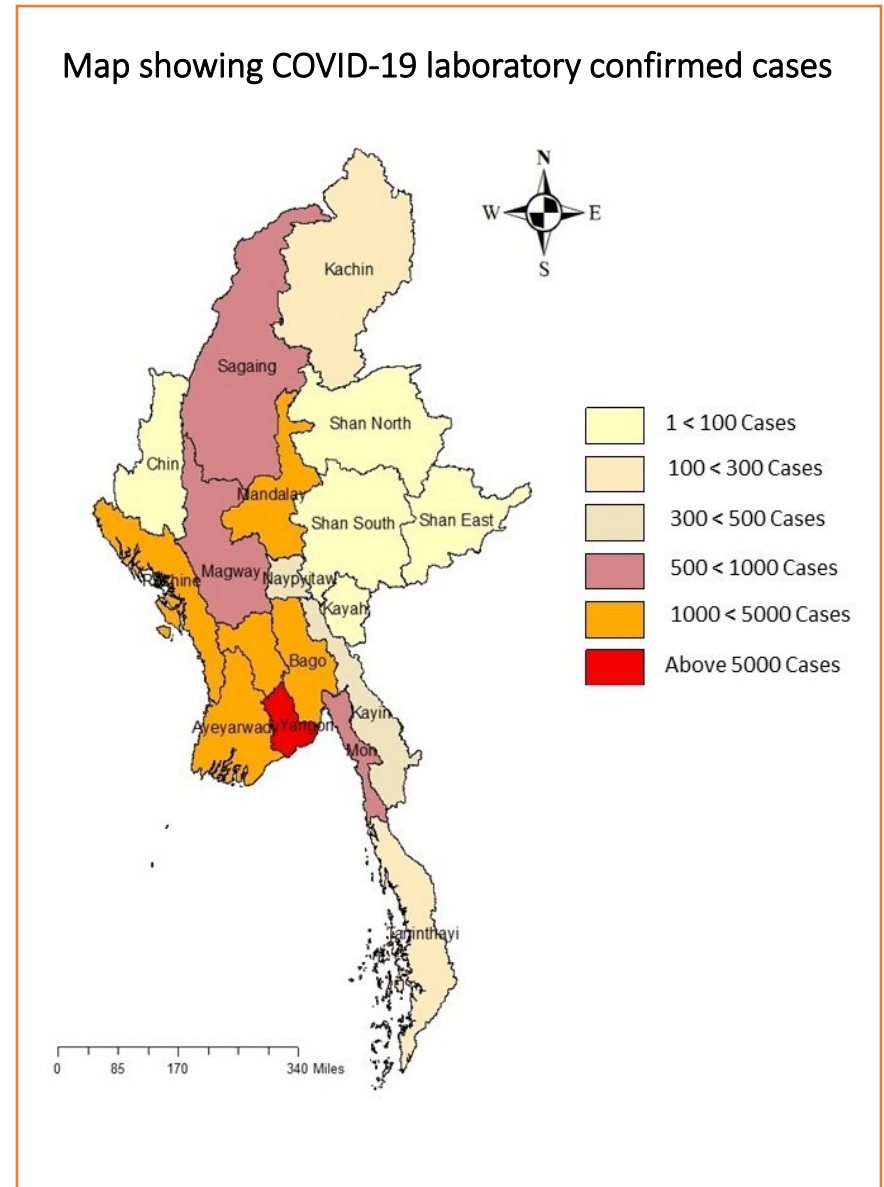 Map showing COVID-19 laboratory confirmed cases
N
W E
S
Kachin
Sagaing
Shan North
Chin
Mandalay
Shan South
Shan East
Rakhine
Magway
Naypyitaw
Kayah
Bago
Ayeyarwady
Yangon
Kayin
Mon
Tanintharyi
1 < 100 Cases
100 < 300 Cases
300 < 500 Cases
500 < 1000 Cases
1000 < 5000 Cases
Above 5000 Cases
0 85 170 340 Miles